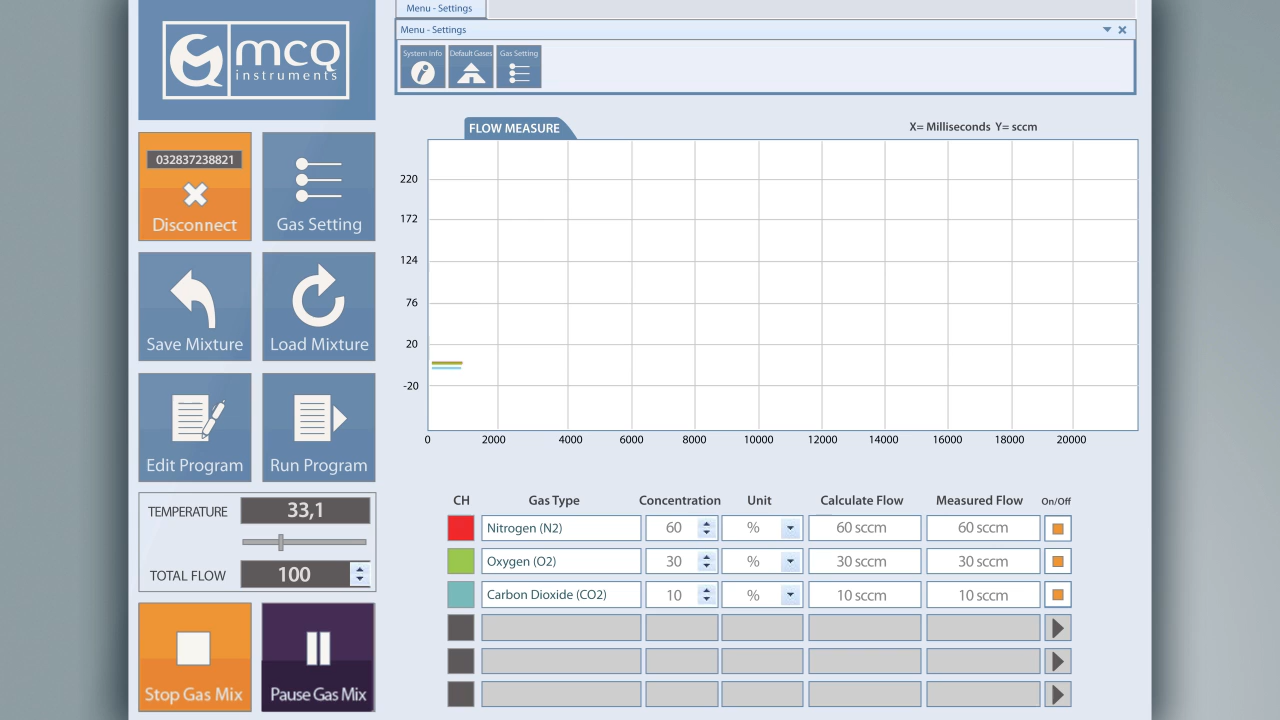 mcq
instruments
Menu - Settings
Menu - Settings
System Info
Default Gases
Gas Setting
032837238821
Disconnect
Gas Setting
Save Mixture
Load Mixture
Edit Program
Run Program
TEMPERATURE 33,1
TOTAL FLOW 100
Stop Gas Mix
Pause Gas Mix
FLOW MEASURE
X= Milliseconds Y= sccm
220
172
124
76
20
-20
0 2000 4000 6000 8000 10000 12000 14000 16000 18000 20000
CH Gas Type Concentration Unit Calculate Flow Measured Flow On/Off
Nitrogen (N2) 60 % 60 sccm 60 sccm
Oxygen (O2) 30 % 30 sccm 30 sccm
Carbon Dioxide (CO2) 10 % 10 sccm 10 sccm